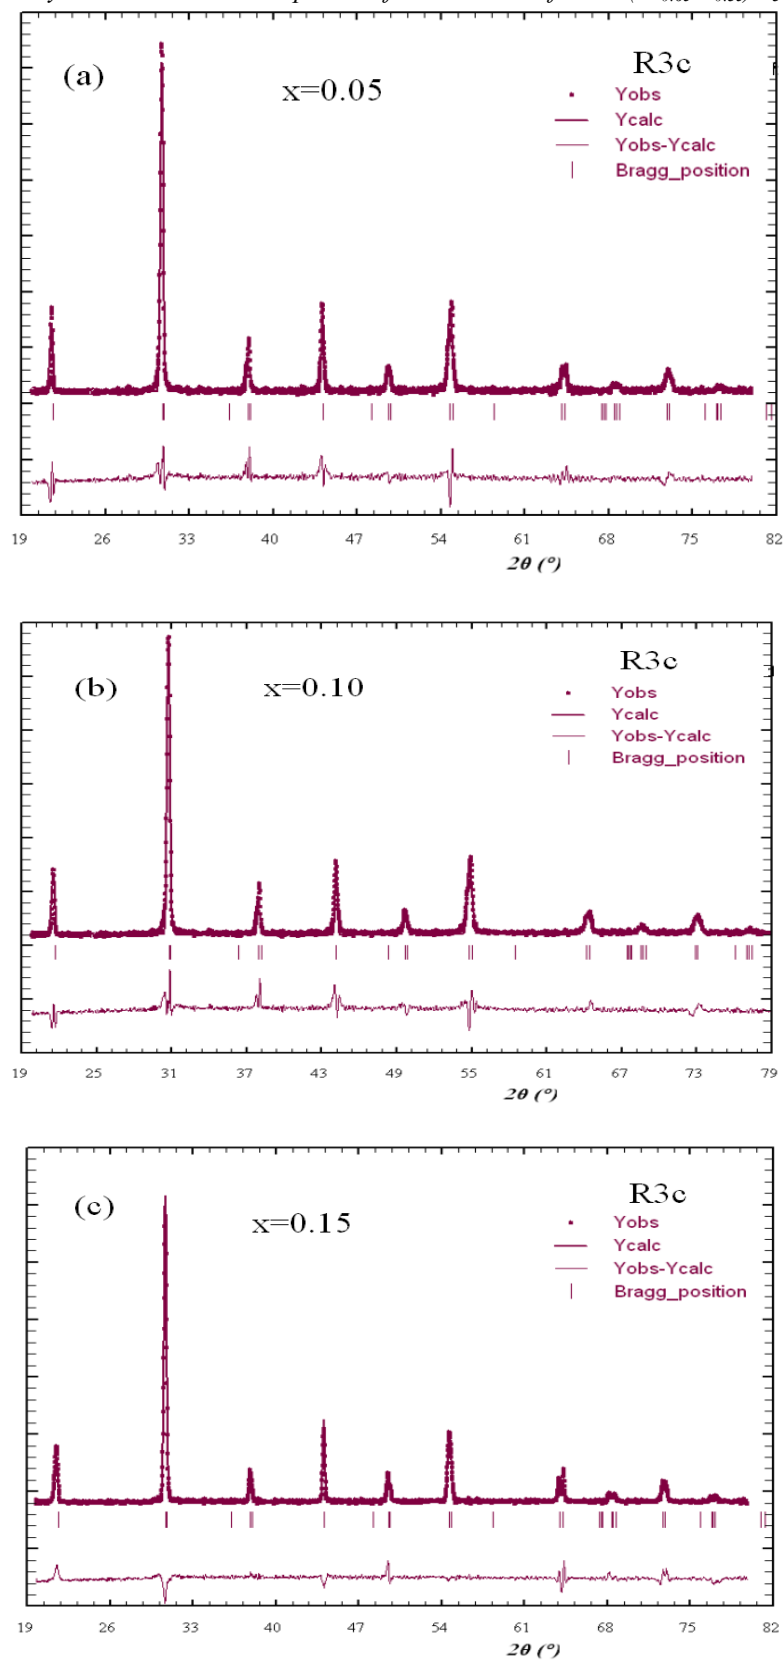 (a)
x=0.05
R3c
Yobs
Ycalc
Yobs-Ycalc
Bragg_position
19 26 33 40 47 54 61 68 75 82
2θ (°)
(b)
x=0.10
R3c
Yobs
Ycalc
Yobs-Ycalc
Bragg_position
19 25 31 37 43 49 55 61 67 73 79
2θ (°)
(c)
x=0.15
R3c
Yobs
Ycalc
Yobs-Ycalc
Bragg_position
19 26 33 40 47 54 61 68 75 82
2θ (°)